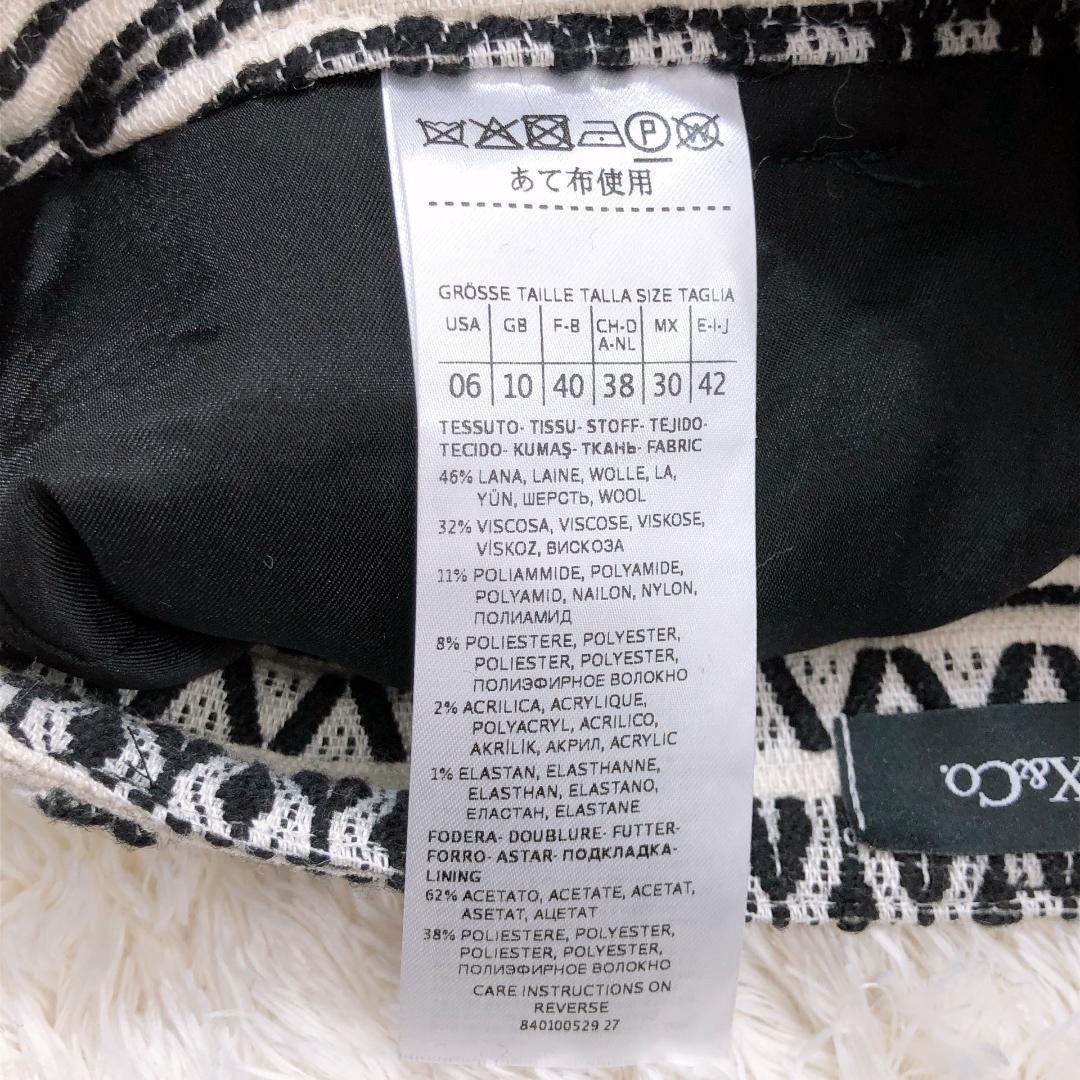 P W
あて布使用
GRÖSSE TAILLE TALLA SIZE TAGLIA
USA GB F-B CH-D A-NL MX E-I-J
06 10 40 38 30 42
TESSUTO- TISSU- STOFF- TEJIDO-
TECIDO- KUMAŞ- ТКАНЬ- FABRIC
46% LANA, LAINE, WOLLE, LA,
YÜN, ШЕРСТЬ, WOOL
32% VISCOSA, VISCOSE, VISKOSE,
VİSKOZ, ВИСКОЗА
11% POLIAMMIDE, POLYAMIDE,
POLYAMID, NAILON, NYLON,
ПОЛИАМИД
8% POLIESTERE, POLYESTER,
POLIESTER, POLYESTER,
ПОЛИЭФИРНОЕ ВОЛОКНО
2% ACRILICA, ACRYLIQUE,
POLYACRYL, ACRILICO,
AKRİLİK, АКРИЛ, ACRYLIC
1% ELASTAN, ELASTHANNE,
ELASTHAN, ELASTANO,
ЕЛАСТАН, ELASTANE
FODERA- DOUBLURE- FUTTER-
FORRO- ASTAR- ПОДКЛАДКА-
LINING
62% ACETATO, ACETATE, ACETAT,
ASETAT, АЦЕТАТ
38% POLIESTERE, POLYESTER,
POLIESTER, POLYESTER,
ПОЛИЭФИРНОЕ ВОЛОКНО
CARE INSTRUCTIONS ON
REVERSE
840100529 27
X&Co.